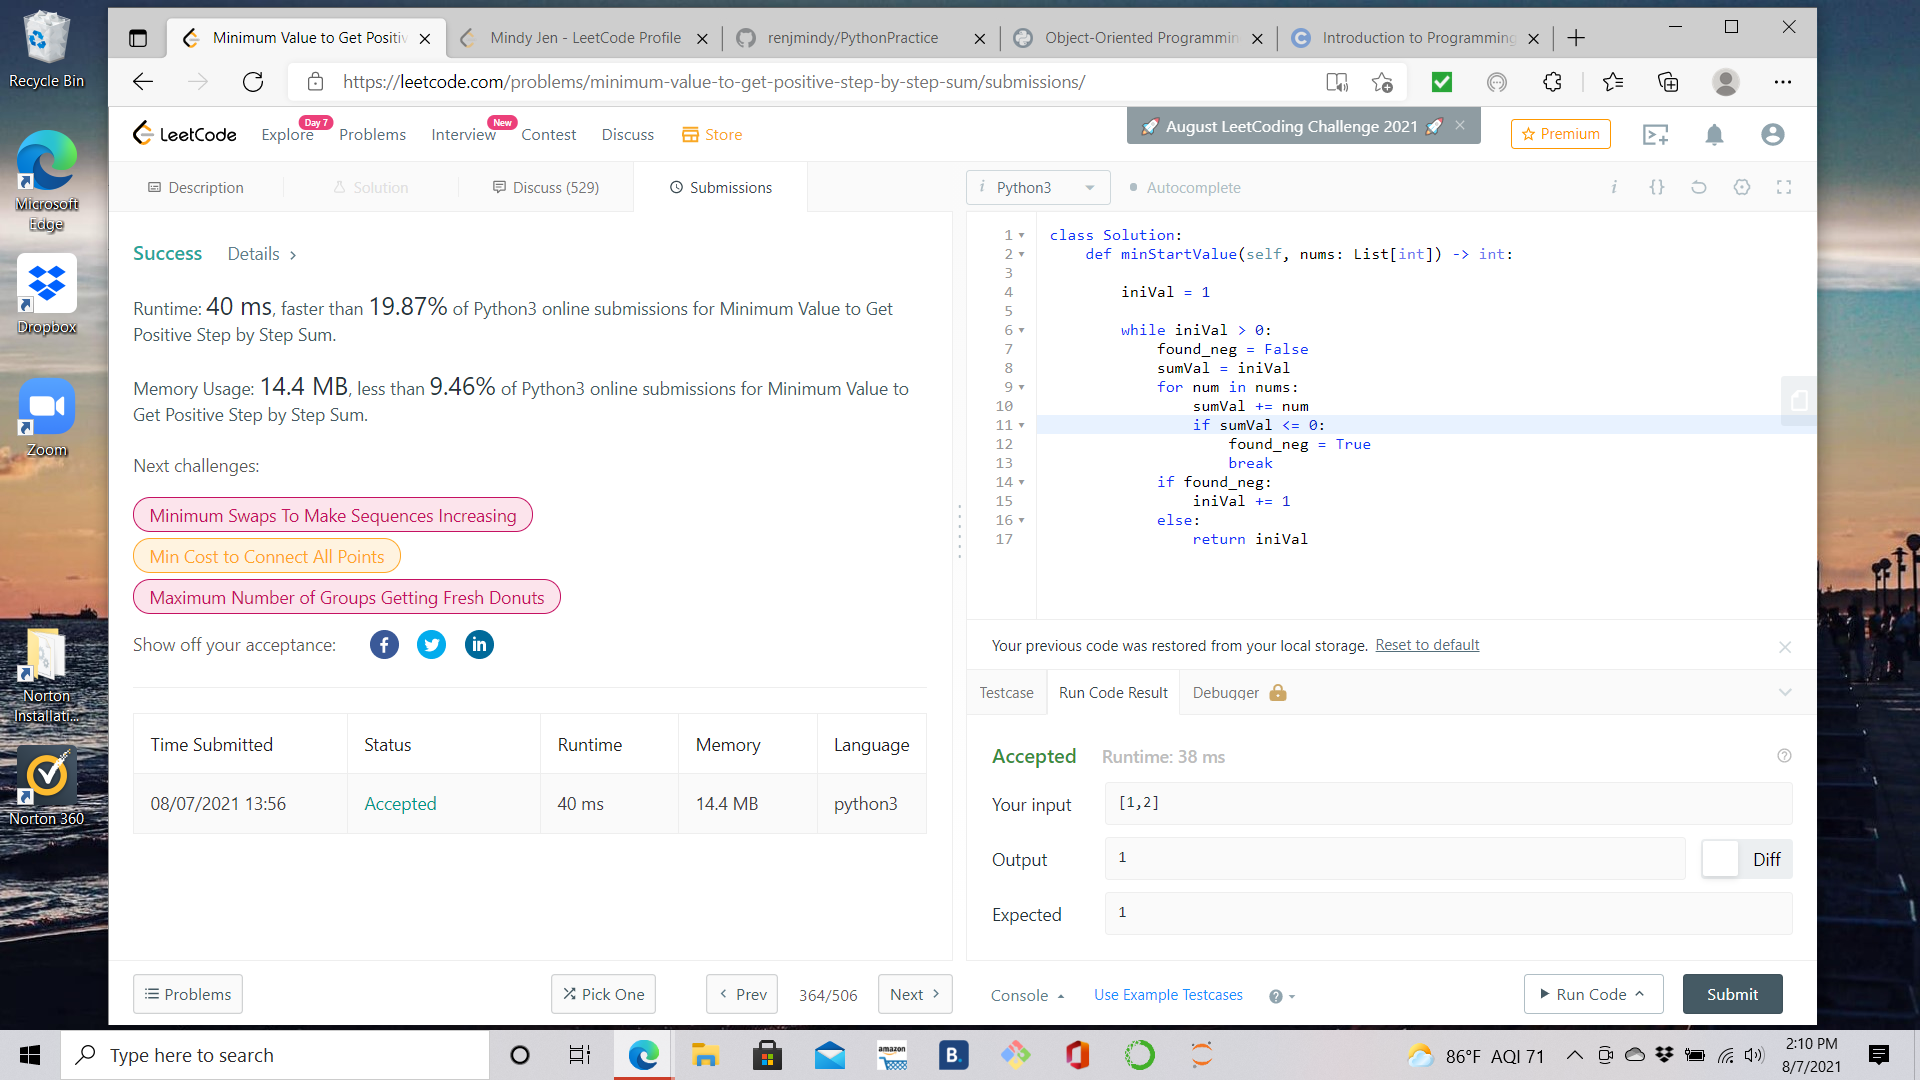 Recycle Bin
Microsoft
Edge
Dropbox
Zoom
Norton
Installati...
Norton 360
Minimum Value to Get Positiv
Mindy Jen - LeetCode Profile
renjmindy/PythonPractice
Object-Oriented Programmin
Introduction to Programming
https://leetcode.com/problems/minimum-value-to-get-positive-step-by-step-sum/submissions/
LeetCode
Explore
Day 7
Problems
Interview
New
Contest
Discuss
Store
August LeetCoding Challenge 2021
Premium
Description
Solution
Discuss (529)
Submissions
i Python3
Autocomplete
i {}
Success
Details >
Runtime: 40 ms, faster than 19.87% of Python3 online submissions for Minimum Value to Get
Positive Step by Step Sum.
Memory Usage: 14.4 MB, less than 9.46% of Python3 online submissions for Minimum Value to
Get Positive Step by Step Sum.
Next challenges:
Minimum Swaps To Make Sequences Increasing
Min Cost to Connect All Points
Maximum Number of Groups Getting Fresh Donuts
Show off your acceptance:
Time Submitted Status Runtime Memory Language
08/07/2021 13:56 Accepted 40 ms 14.4 MB python3
1 class Solution:
2 def minStartValue(self, nums: List[int]) -> int:
3
4 iniVal = 1
5
6 while iniVal > 0:
7 found_neg = False
8 sumVal = iniVal
9 for num in nums:
10 sumVal += num
11 if sumVal <= 0:
12 found_neg = True
13 break
14 if found_neg:
15 iniVal += 1
16 else:
17 return iniVal
Your previous code was restored from your local storage. Reset to default
Testcase
Run Code Result
Debugger
Accepted Runtime: 38 ms
Your input [1,2]
Output 1
Diff
Expected 1
Problems
Pick One
< Prev
364/506
Next >
Console
Use Example Testcases
Run Code
Submit
Type here to search
amazon
B.
86°F AQI 71
2:10 PM
8/7/2021